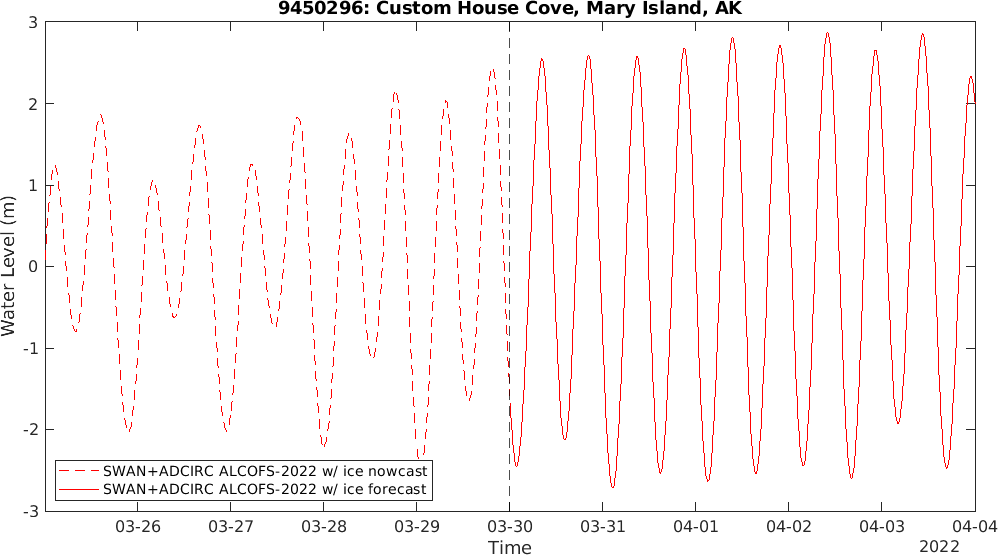 9450296: Custom House Cove, Mary Island, AK
Water Level (m)
3
2
1
0
-1
-2
-3
SWAN+ADCIRC ALCOFS-2022 w/ ice nowcast
SWAN+ADCIRC ALCOFS-2022 w/ ice forecast
03-26 03-27 03-28 03-29 03-30 03-31 04-01 04-02 04-03 04-04
Time
2022